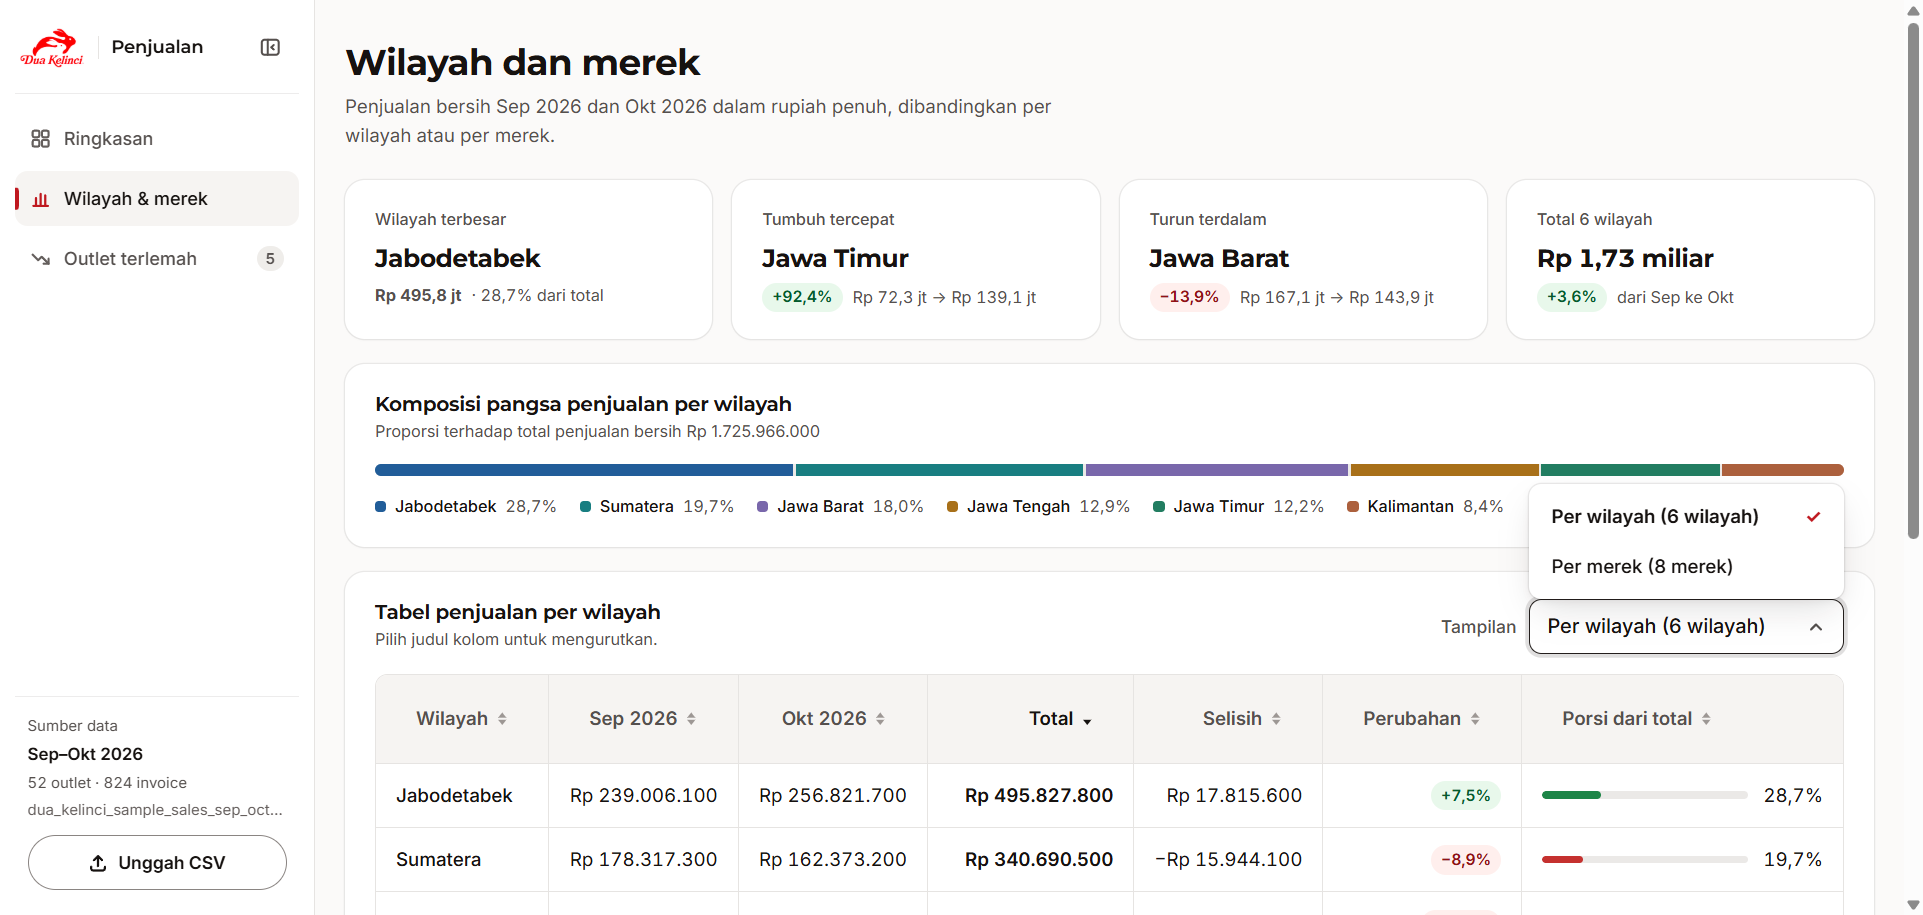 Dua Kelinci
Penjualan
Ringkasan
Wilayah & merek
Outlet terlemah 5
Sumber data
Sep–Okt 2026
52 outlet · 824 invoice
dua_kelinci_sample_sales_sep_oct...
Unggah CSV
Wilayah dan merek
Penjualan bersih Sep 2026 dan Okt 2026 dalam rupiah penuh, dibandingkan per
wilayah atau per merek.
Wilayah terbesar
Jabodetabek
Rp 495,8 jt · 28,7% dari total
Tumbuh tercepat
Jawa Timur
+92,4% Rp 72,3 jt → Rp 139,1 jt
Turun terdalam
Jawa Barat
−13,9% Rp 167,1 jt → Rp 143,9 jt
Total 6 wilayah
Rp 1,73 miliar
+3,6% dari Sep ke Okt
Komposisi pangsa penjualan per wilayah
Proporsi terhadap total penjualan bersih Rp 1.725.966.000
Jabodetabek 28,7% Sumatera 19,7% Jawa Barat 18,0% Jawa Tengah 12,9% Jawa Timur 12,2% Kalimantan 8,4%
Per wilayah (6 wilayah)
Per merek (8 merek)
Tabel penjualan per wilayah
Pilih judul kolom untuk mengurutkan.
Tampilan Per wilayah (6 wilayah)
Wilayah Sep 2026 Okt 2026 Total Selisih Perubahan Porsi dari total
Jabodetabek Rp 239.006.100 Rp 256.821.700 Rp 495.827.800 Rp 17.815.600 +7,5% 28,7%
Sumatera Rp 178.317.300 Rp 162.373.200 Rp 340.690.500 −Rp 15.944.100 −8,9% 19,7%